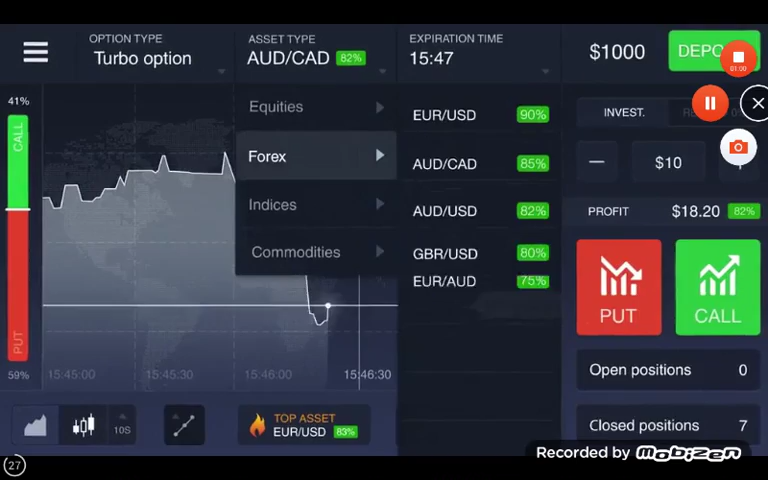 OPTION TYPE
Turbo option
ASSET TYPE
AUD/CAD 82%
EXPIRATION TIME
15:47
$1000
DEPO
01:00
41%
CALL
PUT
59%
Equities
Forex
Indices
Commodities
EUR/USD 90%
AUD/CAD 85%
AUD/USD 82%
GBR/USD 80%
EUR/AUD 75%
INVEST.
$10
PROFIT $18.20 82%
PUT
CALL
Open positions 0
Closed positions 7
15:45:00 15:45:30 15:46:00 15:46:30
10S
TOP ASSET
EUR/USD 83%
Recorded by MOBIZEN
27